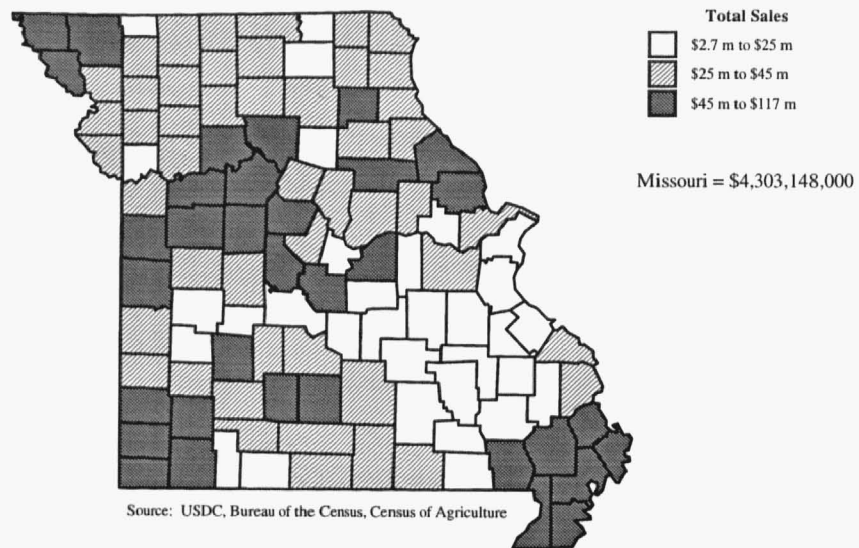 Total Sales
$2.7 m to $25 m
$25 m to $45 m
$45 m to $117 m
Missouri = $4,303,148,000
Source: USDC, Bureau of the Census, Census of Agriculture